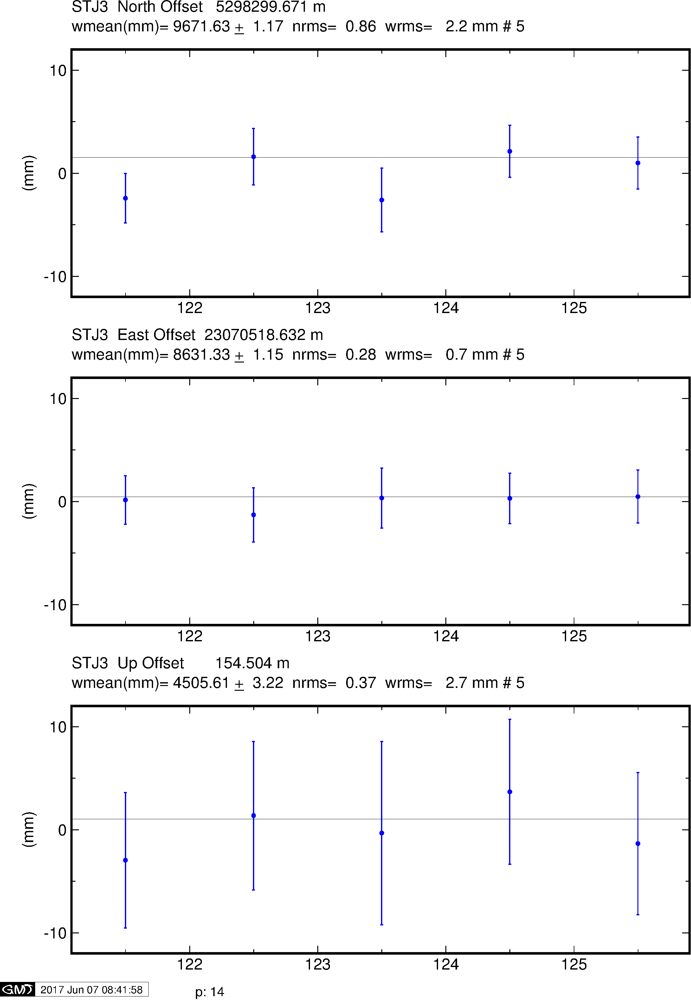 STJ3 North Offset 5298299.671 m
wmean(mm)= 9671.63 ± 1.17 nrms= 0.86 wrms= 2.2 mm # 5
10
0
-10
(mm)
122 123 124 125
STJ3 East Offset 23070518.632 m
wmean(mm)= 8631.33 ± 1.15 nrms= 0.28 wrms= 0.7 mm # 5
10
0
-10
(mm)
122 123 124 125
STJ3 Up Offset 154.504 m
wmean(mm)= 4505.61 ± 3.22 nrms= 0.37 wrms= 2.7 mm # 5
10
0
-10
(mm)
122 123 124 125
GMT 2017 Jun 07 08:41:58 p: 14